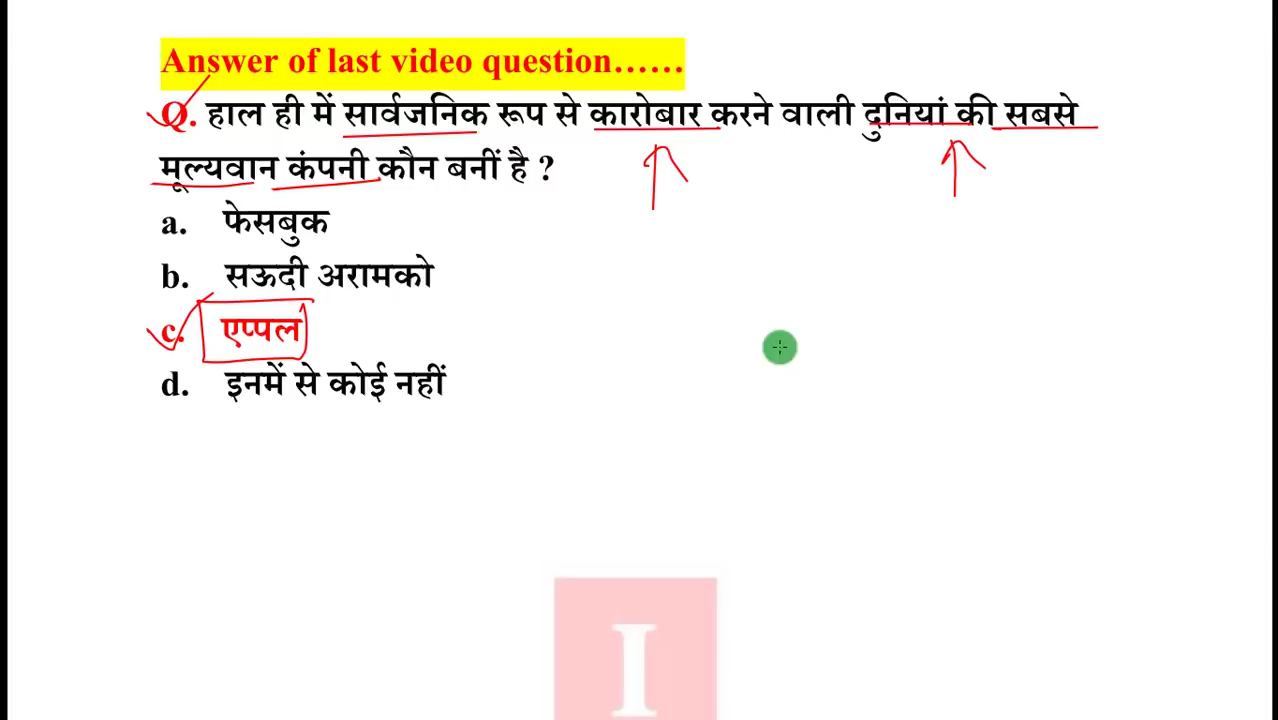 Answer of last video question……
Q. हाल ही में सार्वजनिक रूप से कारोबार करने वाली दुनियां की सबसे
मूल्यवान कंपनी कौन बनीं है ?
a. फेसबुक
b. सऊदी अरामको
c. एप्पल
d. इनमें से कोई नहीं
I